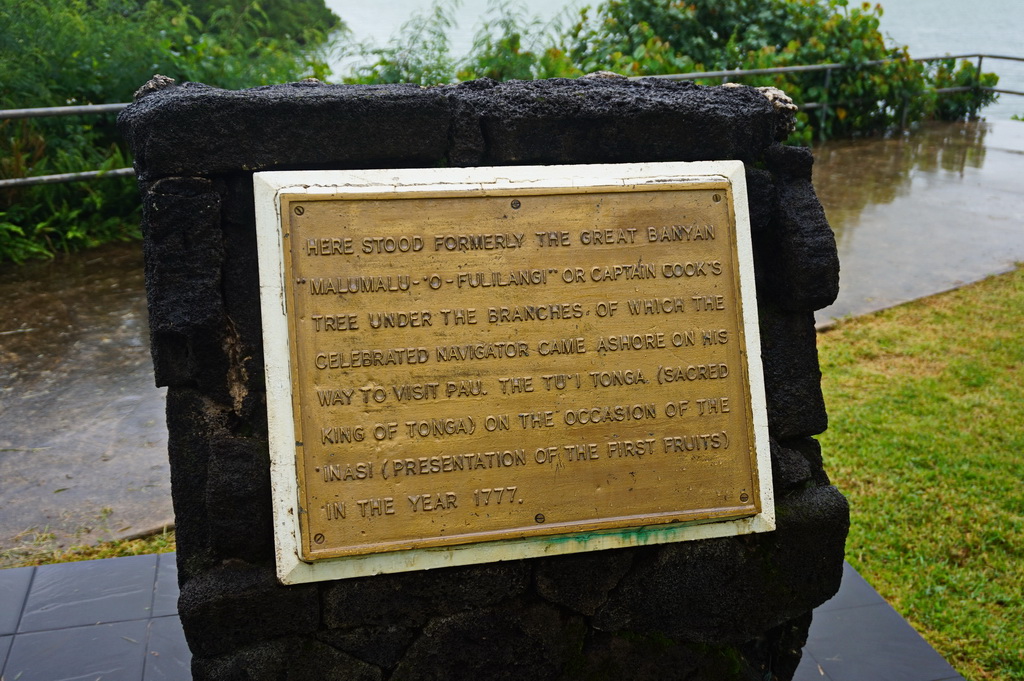 HERE STOOD FORMERLY THE GREAT BANYAN
"MALUMALU-'O-FULILANGI" OR CAPTAIN COOK'S
TREE UNDER THE BRANCHES, OF WHICH THE
CELEBRATED NAVIGATOR CAME ASHORE ON HIS
WAY TO VISIT PAU, THE TU'I TONGA (SACRED
KING OF TONGA) ON THE OCCASION OF THE
'INASI (PRESENTATION OF THE FIRST FRUITS)
IN THE YEAR 1777.